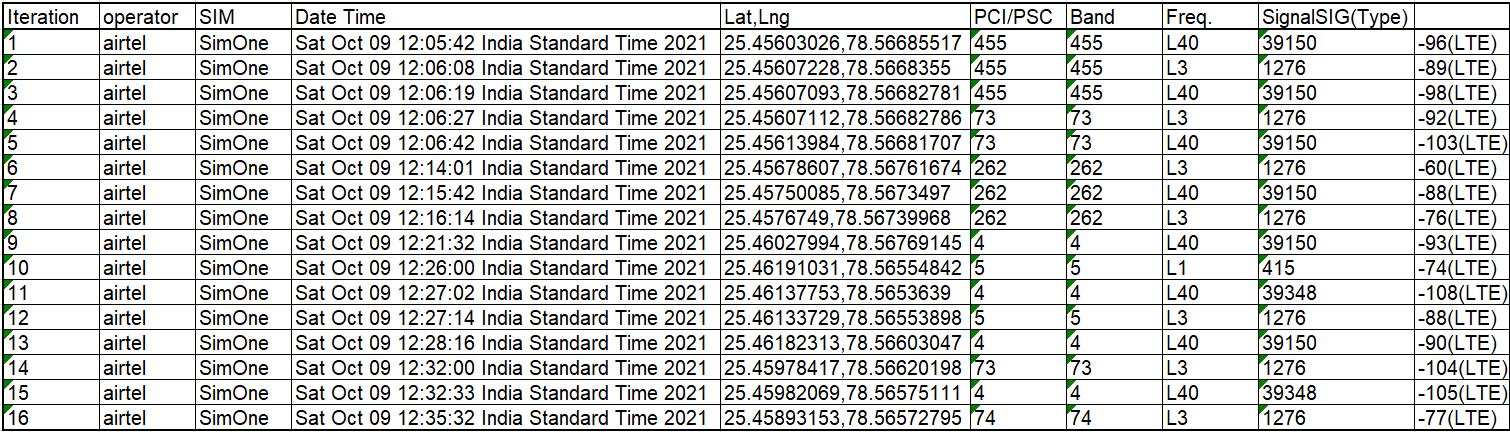 Iteration operator SIM Date Time Lat,Lng PCI/PSC Band Freq. SignalSIG(Type)
1 airtel SimOne Sat Oct 09 12:05:42 India Standard Time 2021 25.45603026,78.56685517 455 455 L40 39150 -96(LTE)
2 airtel SimOne Sat Oct 09 12:06:08 India Standard Time 2021 25.45607228,78.5668355 455 455 L3 1276 -89(LTE)
3 airtel SimOne Sat Oct 09 12:06:19 India Standard Time 2021 25.45607093,78.56682781 455 455 L40 39150 -98(LTE)
4 airtel SimOne Sat Oct 09 12:06:27 India Standard Time 2021 25.45607112,78.56682786 73 73 L3 1276 -92(LTE)
5 airtel SimOne Sat Oct 09 12:06:42 India Standard Time 2021 25.45613984,78.56681707 73 73 L40 39150 -103(LTE)
6 airtel SimOne Sat Oct 09 12:14:01 India Standard Time 2021 25.45678607,78.56761674 262 262 L3 1276 -60(LTE)
7 airtel SimOne Sat Oct 09 12:15:42 India Standard Time 2021 25.45750085,78.5673497 262 262 L40 39150 -88(LTE)
8 airtel SimOne Sat Oct 09 12:16:14 India Standard Time 2021 25.4576749,78.56739968 262 262 L3 1276 -76(LTE)
9 airtel SimOne Sat Oct 09 12:21:32 India Standard Time 2021 25.46027994,78.56769145 4 4 L40 39150 -93(LTE)
10 airtel SimOne Sat Oct 09 12:26:00 India Standard Time 2021 25.46191031,78.56554842 5 5 L1 415 -74(LTE)
11 airtel SimOne Sat Oct 09 12:27:02 India Standard Time 2021 25.46137753,78.5653639 4 4 L40 39348 -108(LTE)
12 airtel SimOne Sat Oct 09 12:27:14 India Standard Time 2021 25.46133729,78.56553898 5 5 L3 1276 -88(LTE)
13 airtel SimOne Sat Oct 09 12:28:16 India Standard Time 2021 25.46182313,78.56603047 4 4 L40 39150 -90(LTE)
14 airtel SimOne Sat Oct 09 12:32:00 India Standard Time 2021 25.45978417,78.56620198 73 73 L3 1276 -104(LTE)
15 airtel SimOne Sat Oct 09 12:32:33 India Standard Time 2021 25.45982069,78.56575111 4 4 L40 39348 -105(LTE)
16 airtel SimOne Sat Oct 09 12:35:32 India Standard Time 2021 25.45893153,78.56572795 74 74 L3 1276 -77(LTE)